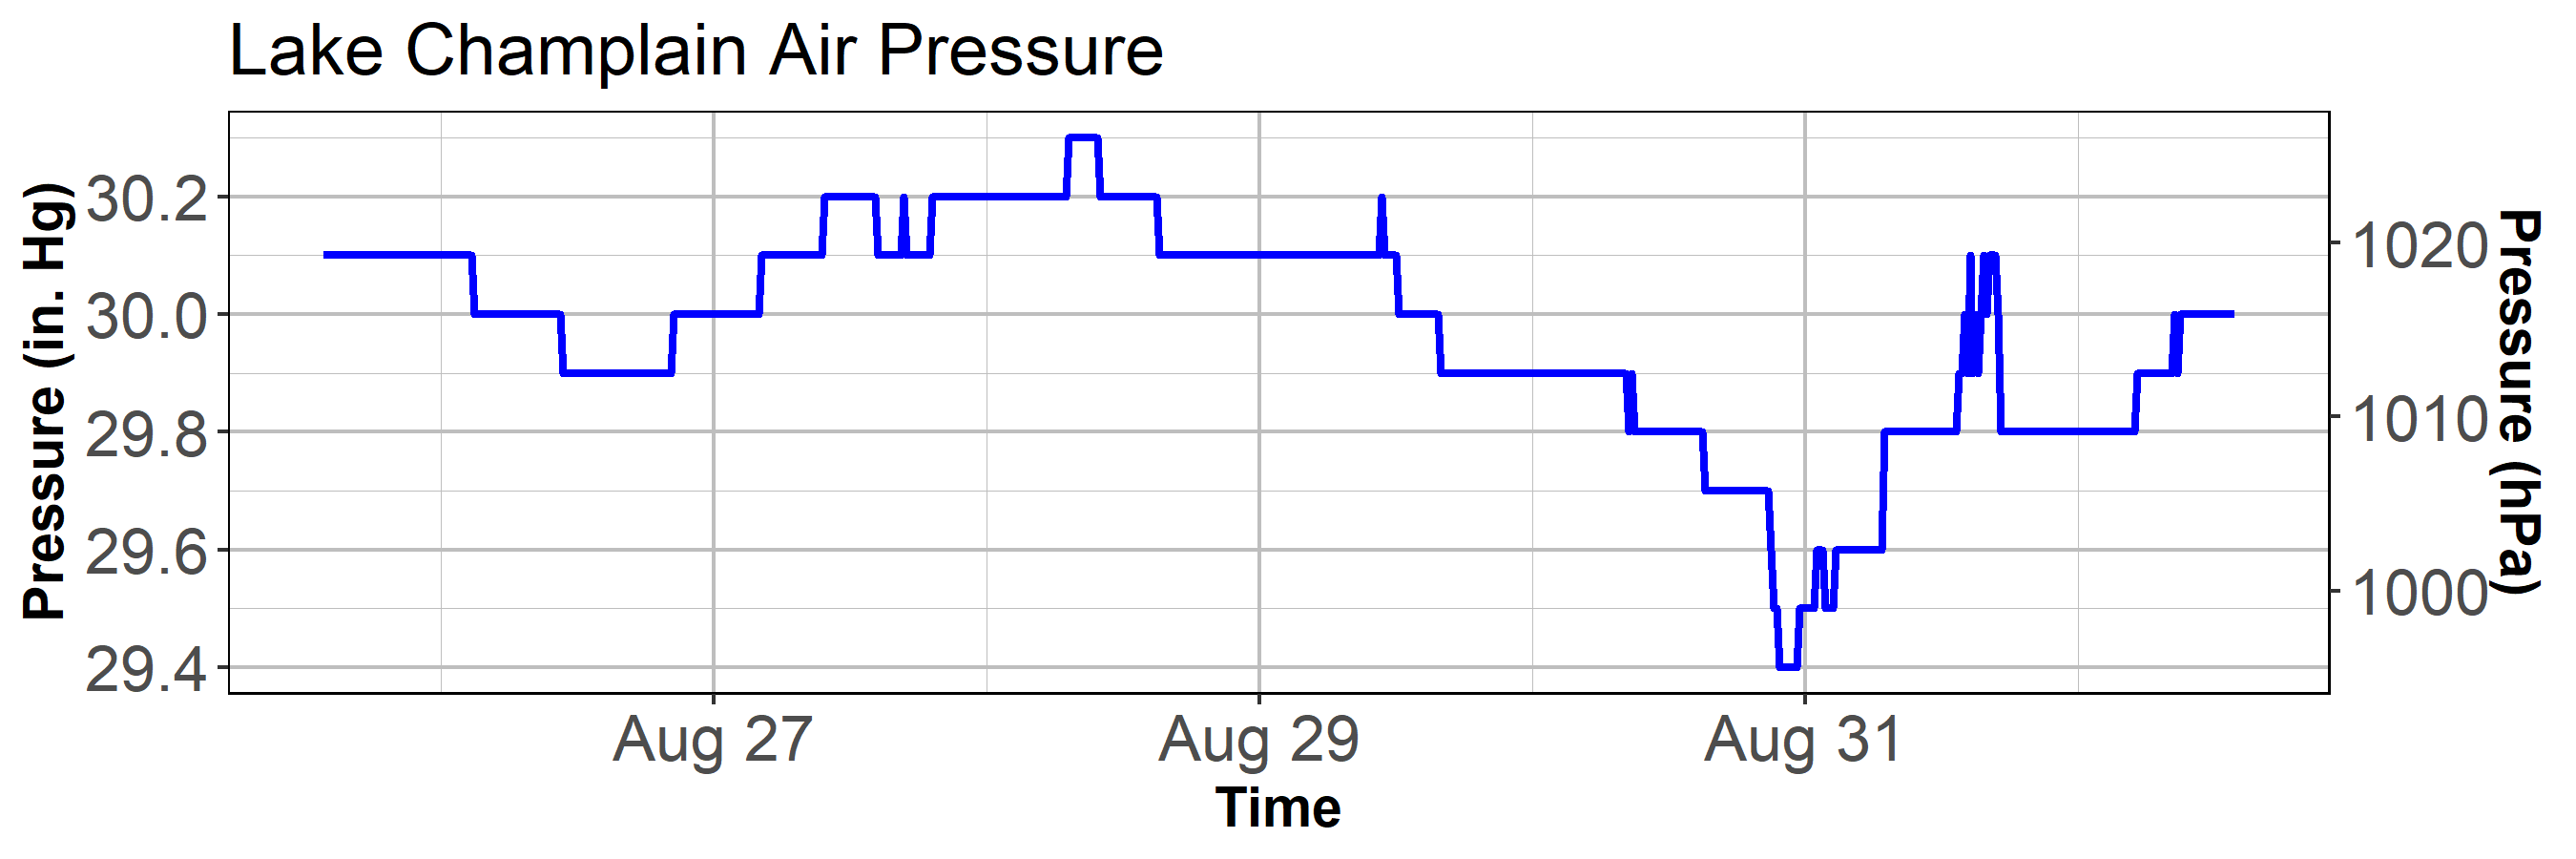 Lake Champlain Air Pressure
Pressure (in. Hg)
30.2
30.0
29.8
29.6
29.4
1020
1010
1000
Pressure (hPa)
Aug 27
Aug 29
Aug 31
Time